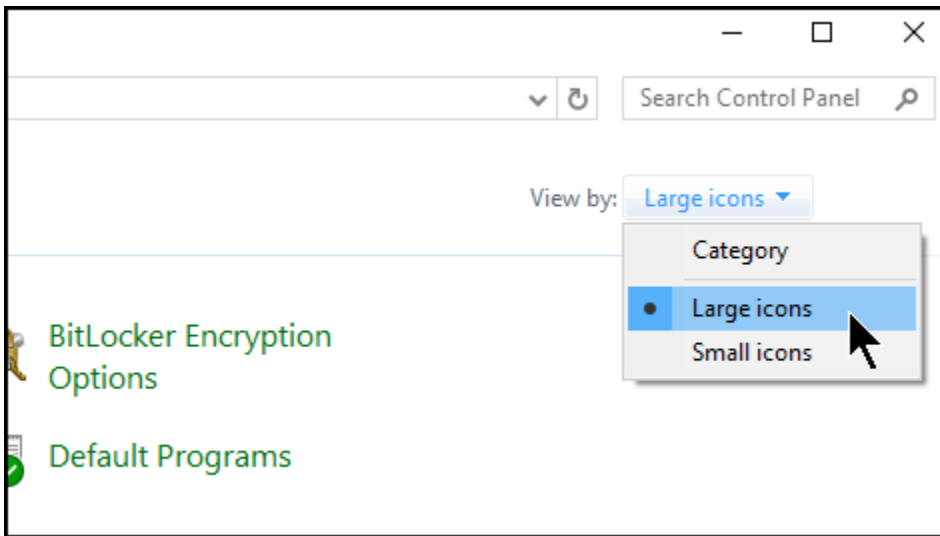 Search Control Panel
View by: Large icons
Category
Large icons
Small icons
BitLocker Encryption
Options
Default Programs